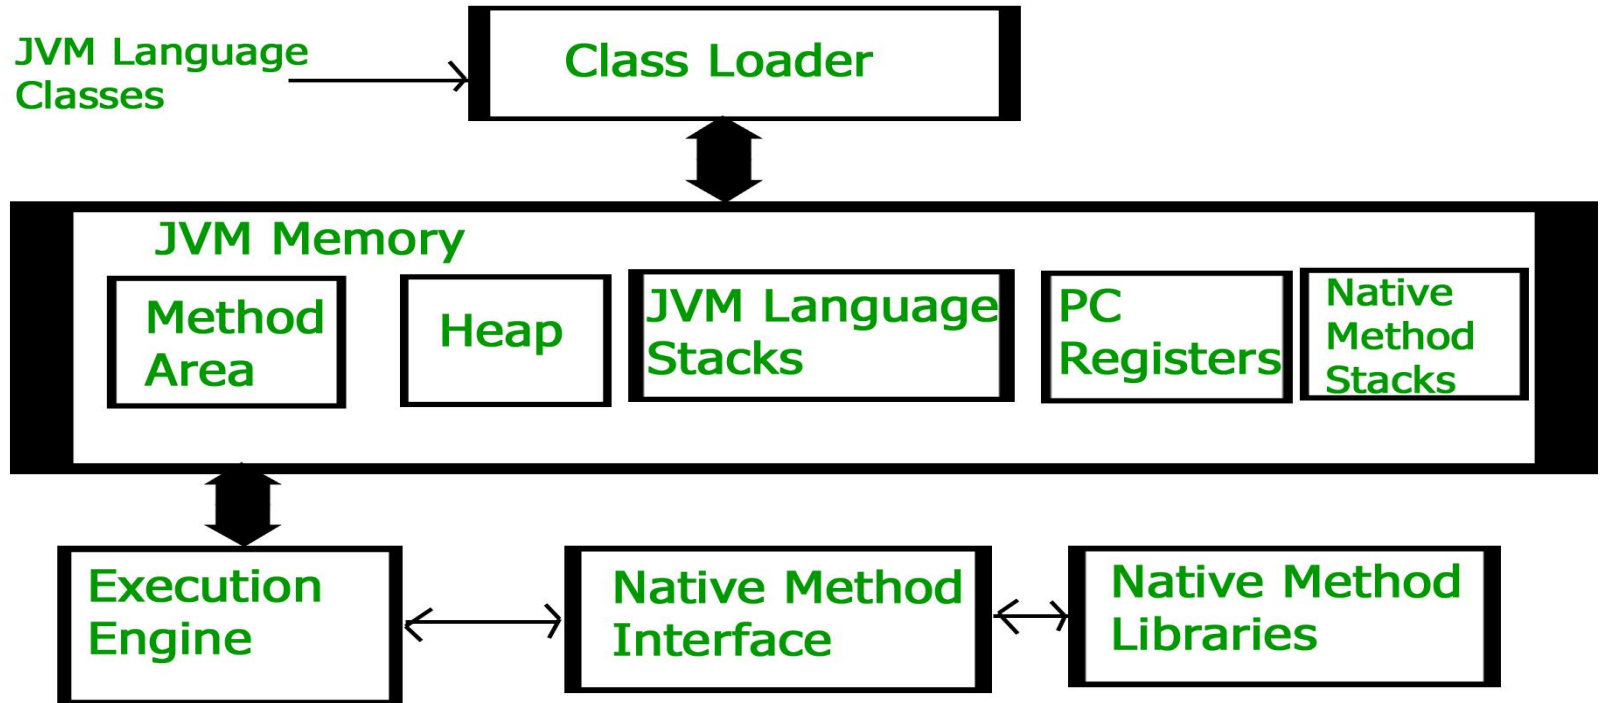 JVM Language
Classes
Class Loader
JVM Memory
Method
Area
Heap
JVM Language
Stacks
PC
Registers
Native
Method
Stacks
Execution
Engine
Native Method
Interface
Native Method
Libraries